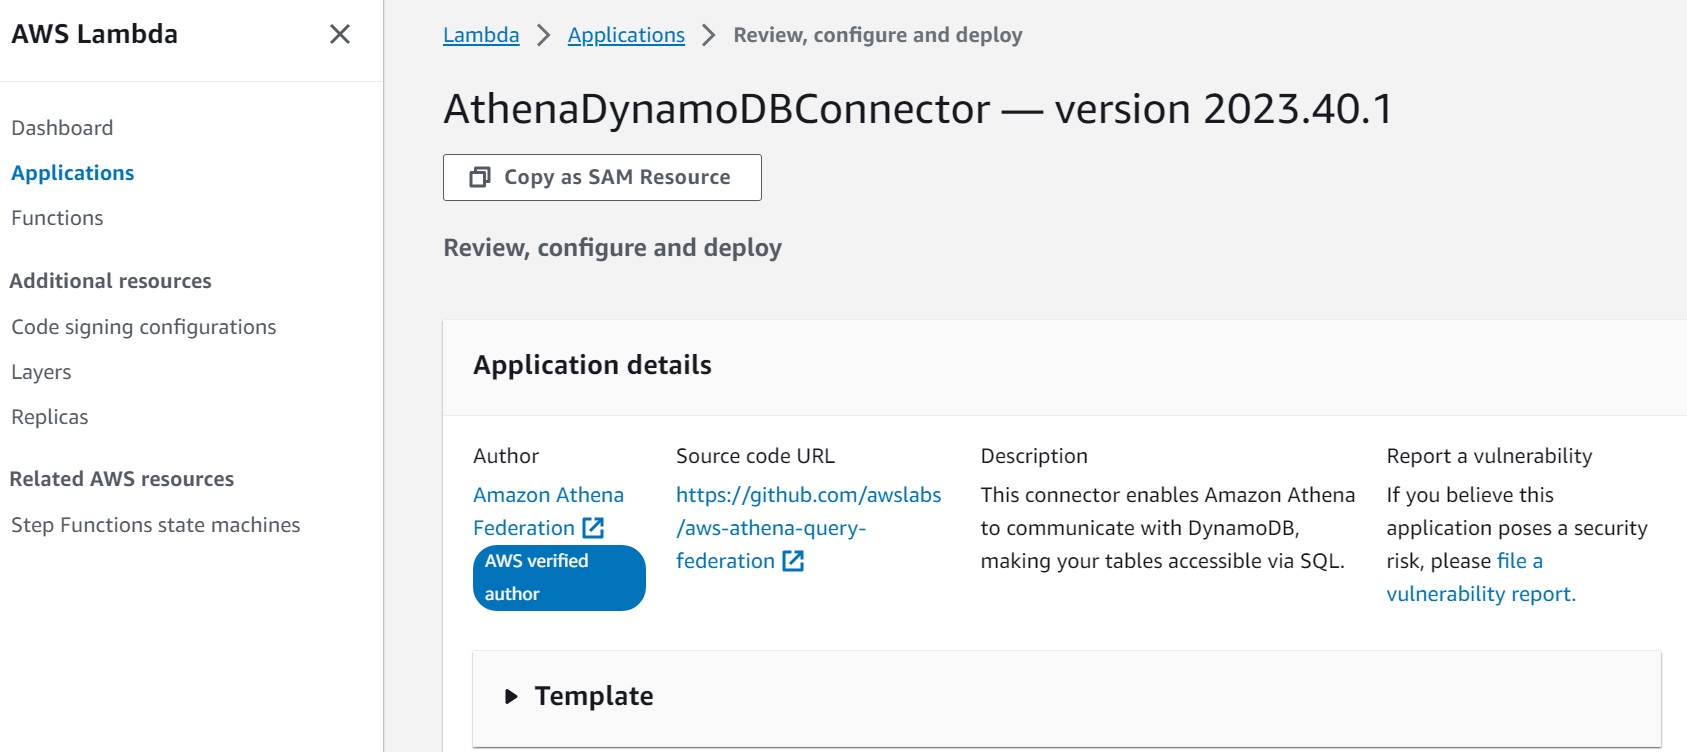 AWS Lambda
Dashboard
Applications
Functions
Additional resources
Code signing configurations
Layers
Replicas
Related AWS resources
Step Functions state machines
Lambda > Applications > Review, configure and deploy
AthenaDynamoDBConnector — version 2023.40.1
Copy as SAM Resource
Review, configure and deploy
Application details
Author
Amazon Athena
Federation
AWS verified
author
Source code URL
https://github.com/awslabs
/aws-athena-query-
federation
Description
This connector enables Amazon Athena
to communicate with DynamoDB,
making your tables accessible via SQL.
Report a vulnerability
If you believe this
application poses a security
risk, please file a
vulnerability report.
Template